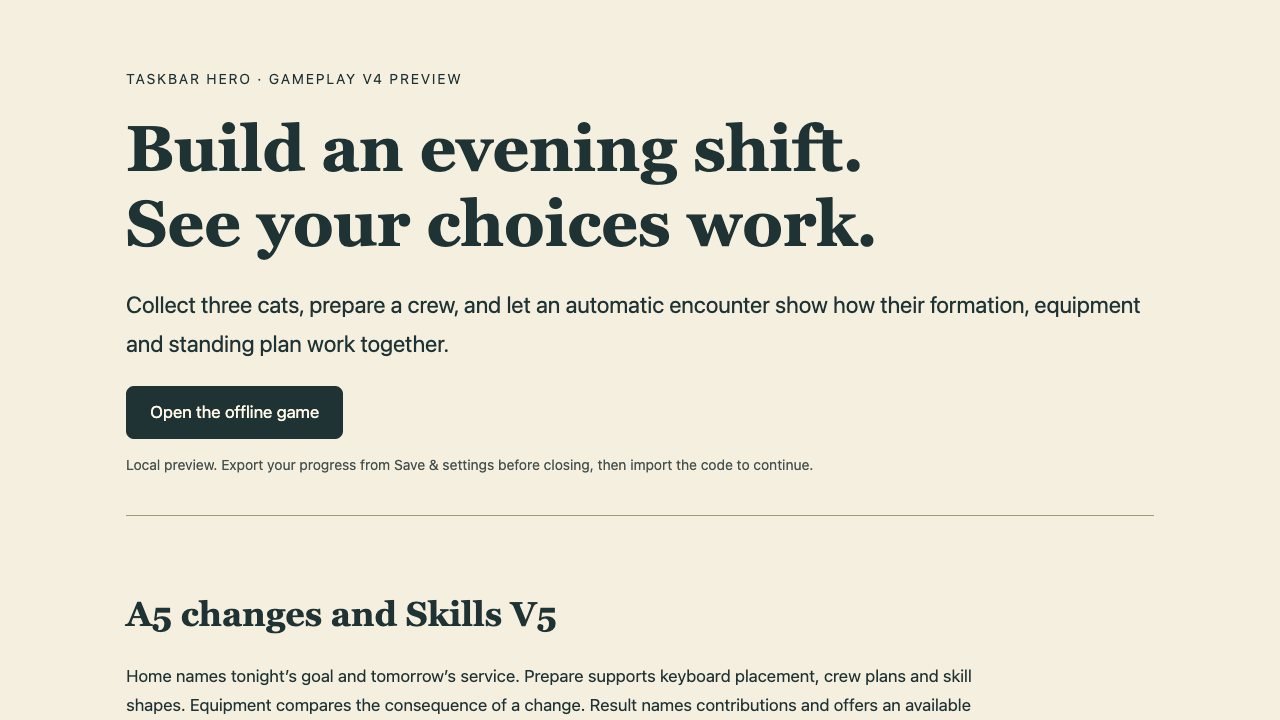 TASKBAR HERO · GAMEPLAY V4 PREVIEW
Build an evening shift.
See your choices work.
Collect three cats, prepare a crew, and let an automatic encounter show how their formation, equipment
and standing plan work together.
Open the offline game
Local preview. Export your progress from Save & settings before closing, then import the code to continue.
A5 changes and Skills V5
Home names tonight’s goal and tomorrow’s service. Prepare supports keyboard placement, crew plans and skill
shapes. Equipment compares the consequence of a change. Result names contributions and offers an available